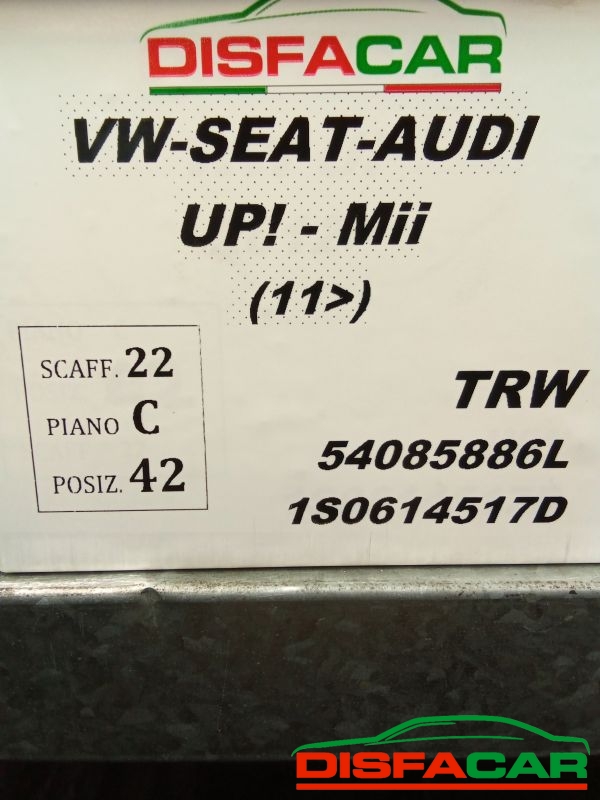 DISFACAR
VW-SEAT-AUDI
UP! - Mii
(11>)
SCAFF. 22
PIANO C
POSIZ. 42
TRW
54085886L
1S0614517D
DISFACAR